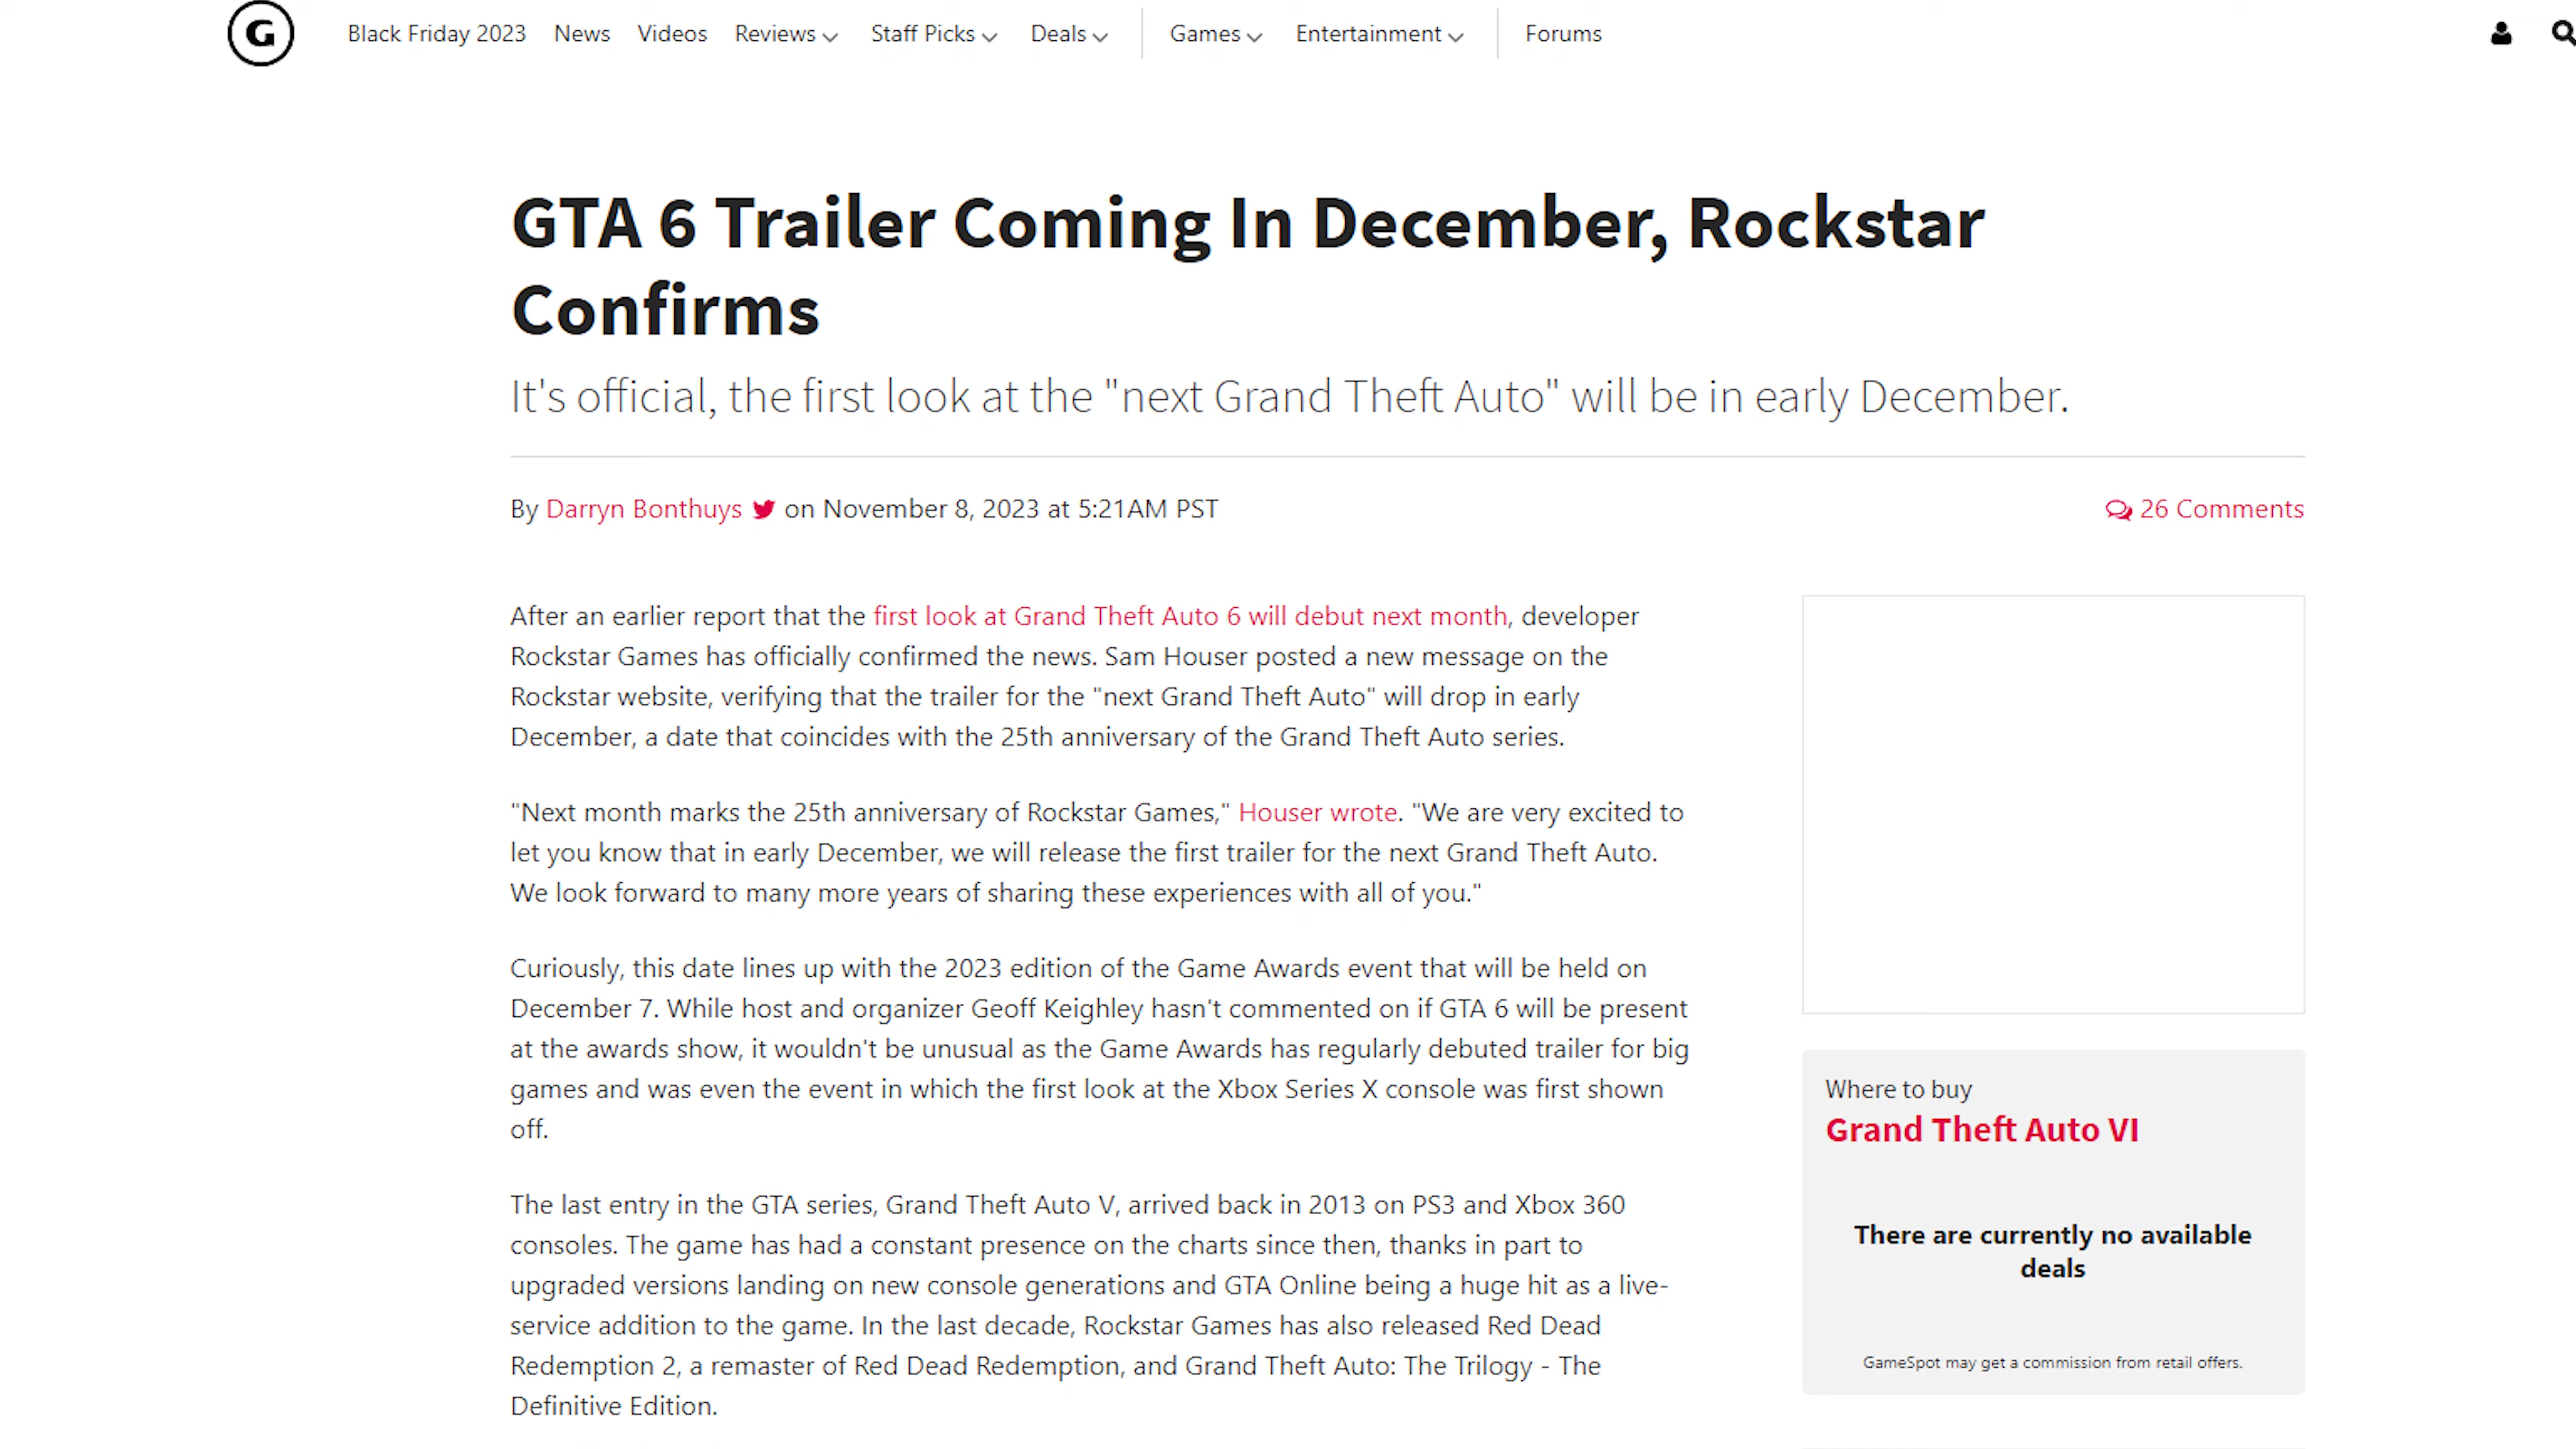 G
Black Friday 2023 News Videos Reviews Staff Picks Deals Games Entertainment Forums
GTA 6 Trailer Coming In December, Rockstar
Confirms
It's official, the first look at the "next Grand Theft Auto" will be in early December.
By Darryn Bonthuys on November 8, 2023 at 5:21AM PST
26 Comments
After an earlier report that the first look at Grand Theft Auto 6 will debut next month, developer
Rockstar Games has officially confirmed the news. Sam Houser posted a new message on the
Rockstar website, verifying that the trailer for the "next Grand Theft Auto" will drop in early
December, a date that coincides with the 25th anniversary of the Grand Theft Auto series.
"Next month marks the 25th anniversary of Rockstar Games," Houser wrote. "We are very excited to
let you know that in early December, we will release the first trailer for the next Grand Theft Auto.
We look forward to many more years of sharing these experiences with all of you."
Curiously, this date lines up with the 2023 edition of the Game Awards event that will be held on
December 7. While host and organizer Geoff Keighley hasn't commented on if GTA 6 will be present
at the awards show, it wouldn't be unusual as the Game Awards has regularly debuted trailer for big
games and was even the event in which the first look at the Xbox Series X console was first shown
off.
The last entry in the GTA series, Grand Theft Auto V, arrived back in 2013 on PS3 and Xbox 360
consoles. The game has had a constant presence on the charts since then, thanks in part to
upgraded versions landing on new console generations and GTA Online being a huge hit as a live-
service addition to the game. In the last decade, Rockstar Games has also released Red Dead
Redemption 2, a remaster of Red Dead Redemption, and Grand Theft Auto: The Trilogy - The
Definitive Edition.
Where to buy
Grand Theft Auto VI
There are currently no available
deals
GameSpot may get a commission from retail offers.